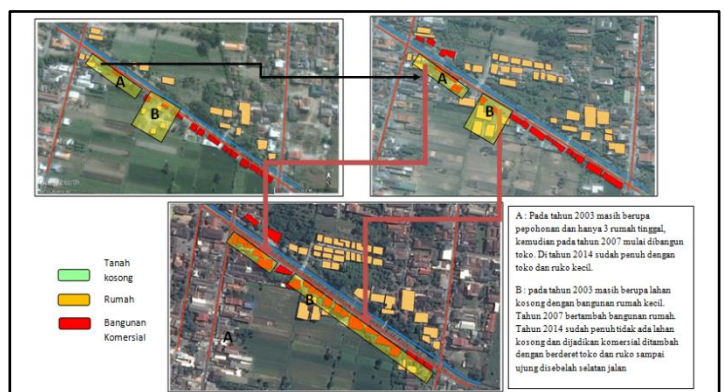 A
B
A
B
B
A
Tanah
kosong
Rumah
Bangunan
Komersial
A : Pada tahun 2003 masih berupa
pepohonan dan hanya 3 rumah tinggal,
kemudian pada tahun 2007 mulai dibangun
toko. Di tahun 2014 sudah penuh dengan
toko dan ruko kecil.
B : pada tahun 2003 masih berupa lahan
kosong dengan bangunan rumah kecil.
Tahun 2007 bertambah bangunan rumah.
Tahun 2014 sudah penuh tidak ada lahan
kosong dan dijadikan komersial ditambah
dengan berderet toko dan ruko sampai
ujung disebelah selatan jalan